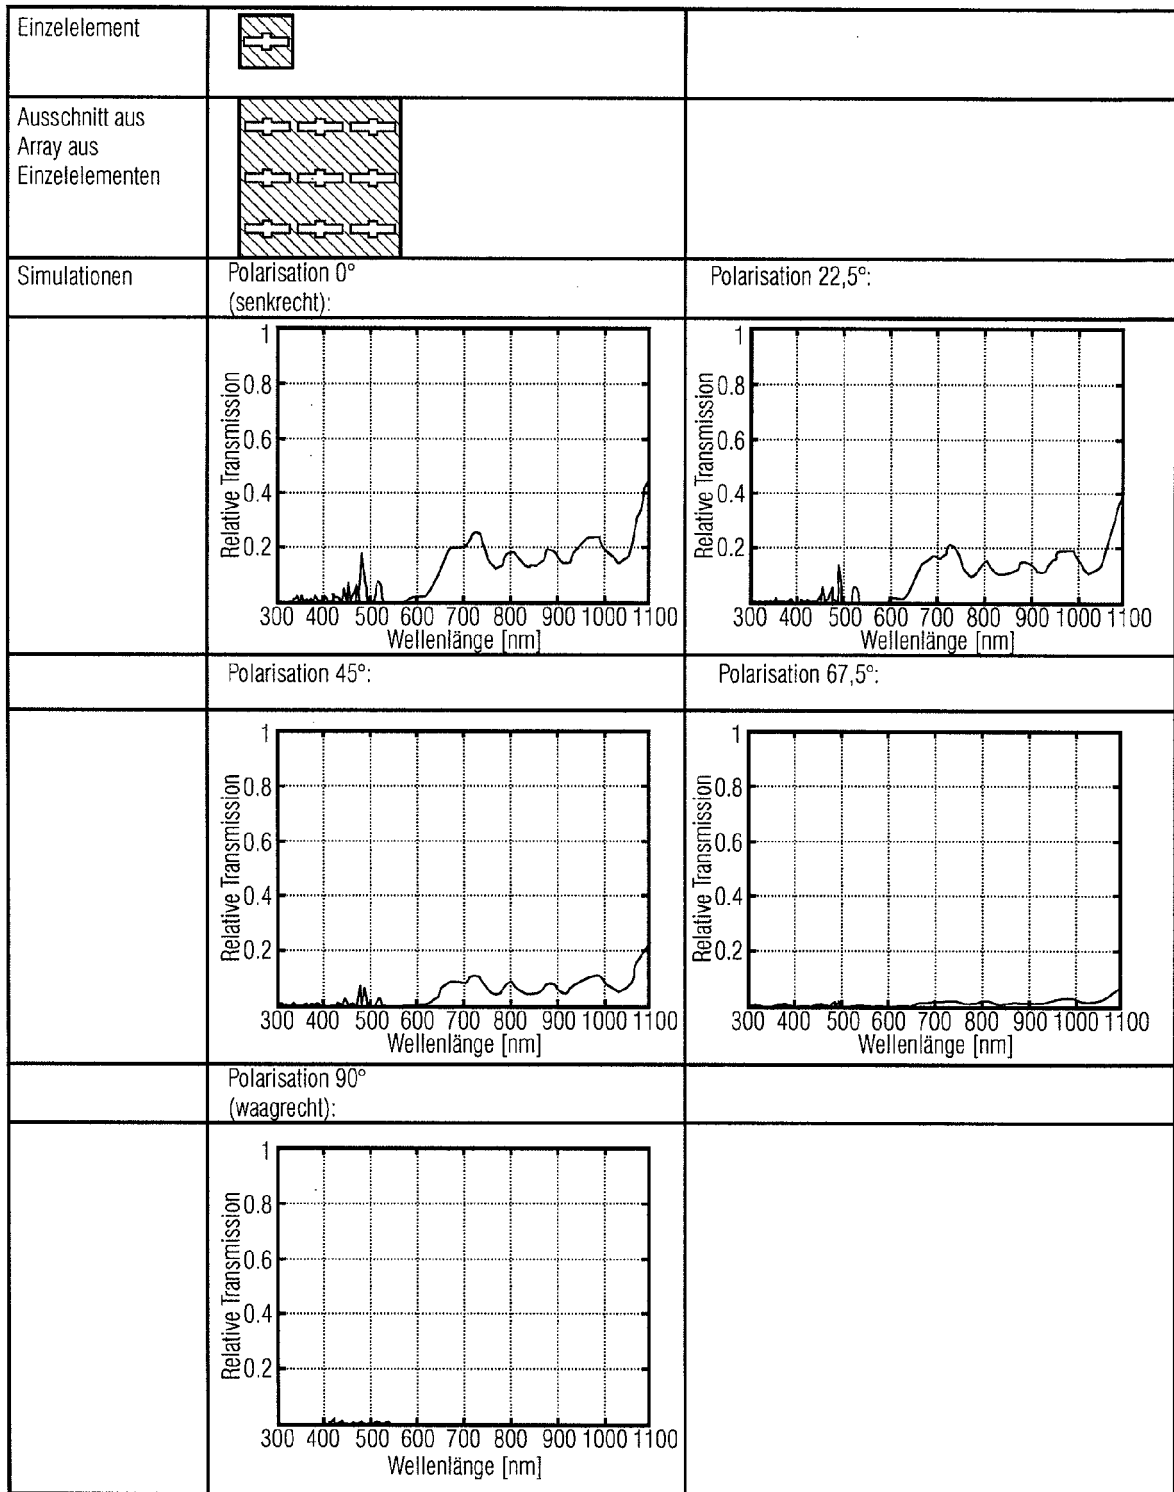 Einzelelement
Ausschnitt aus
Array aus
Einzelelementen
Simulationen
Polarisation 0°
(senkrecht):
Polarisation 22,5°:
Relative Transmission
1
0.8
0.6
0.4
0.2
300 400 500 600 700 800 900 1000 1100
Wellenlänge [nm]
Relative Transmission
1
0.8
0.6
0.4
0.2
300 400 500 600 700 800 900 1000 1100
Wellenlänge [nm]
Polarisation 45°:
Polarisation 67,5°:
Relative Transmission
1
0.8
0.6
0.4
0.2
300 400 500 600 700 800 900 1000 1100
Wellenlänge [nm]
Relative Transmission
1
0.8
0.6
0.4
0.2
300 400 500 600 700 800 900 1000 1100
Wellenlänge [nm]
Polarisation 90°
(waagrecht):
Relative Transmission
1
0.8
0.6
0.4
0.2
300 400 500 600 700 800 900 1000 1100
Wellenlänge [nm]